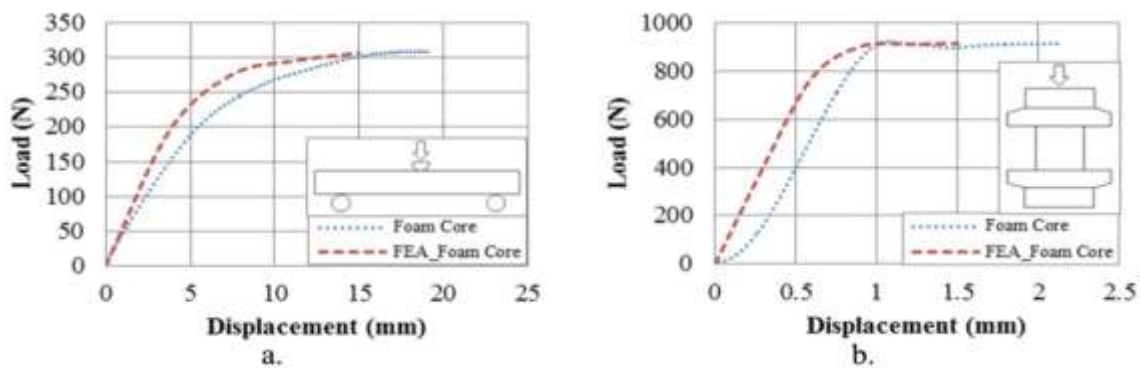 350
300
250
200
150
100
50
0
Load (N)
0 5 10 15 20 25
Displacement (mm)
Foam Core
FEA_Foam Core
a.
1000
800
600
400
200
0
Load (N)
0 0.5 1 1.5 2 2.5
Displacement (mm)
Foam Core
FEA_Foam Core
b.